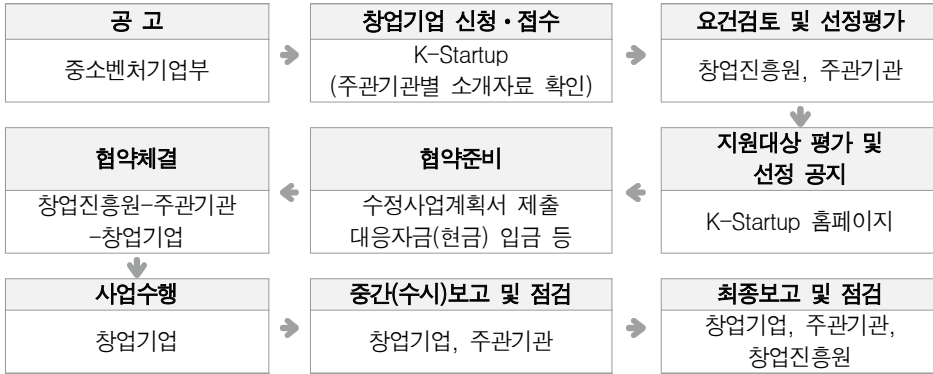 공 고
중소벤처기업부
창업기업 신청・접수
K-Startup
(주관기관별 소개자료 확인)
요건검토 및 선정평가
창업진흥원, 주관기관
지원대상 평가 및
선정 공지
K-Startup 홈페이지
협약준비
수정사업계획서 제출
대응자금(현금) 입금 등
협약체결
창업진흥원-주관기관
-창업기업
사업수행
창업기업
중간(수시)보고 및 점검
창업기업, 주관기관
최종보고 및 점검
창업기업, 주관기관,
창업진흥원